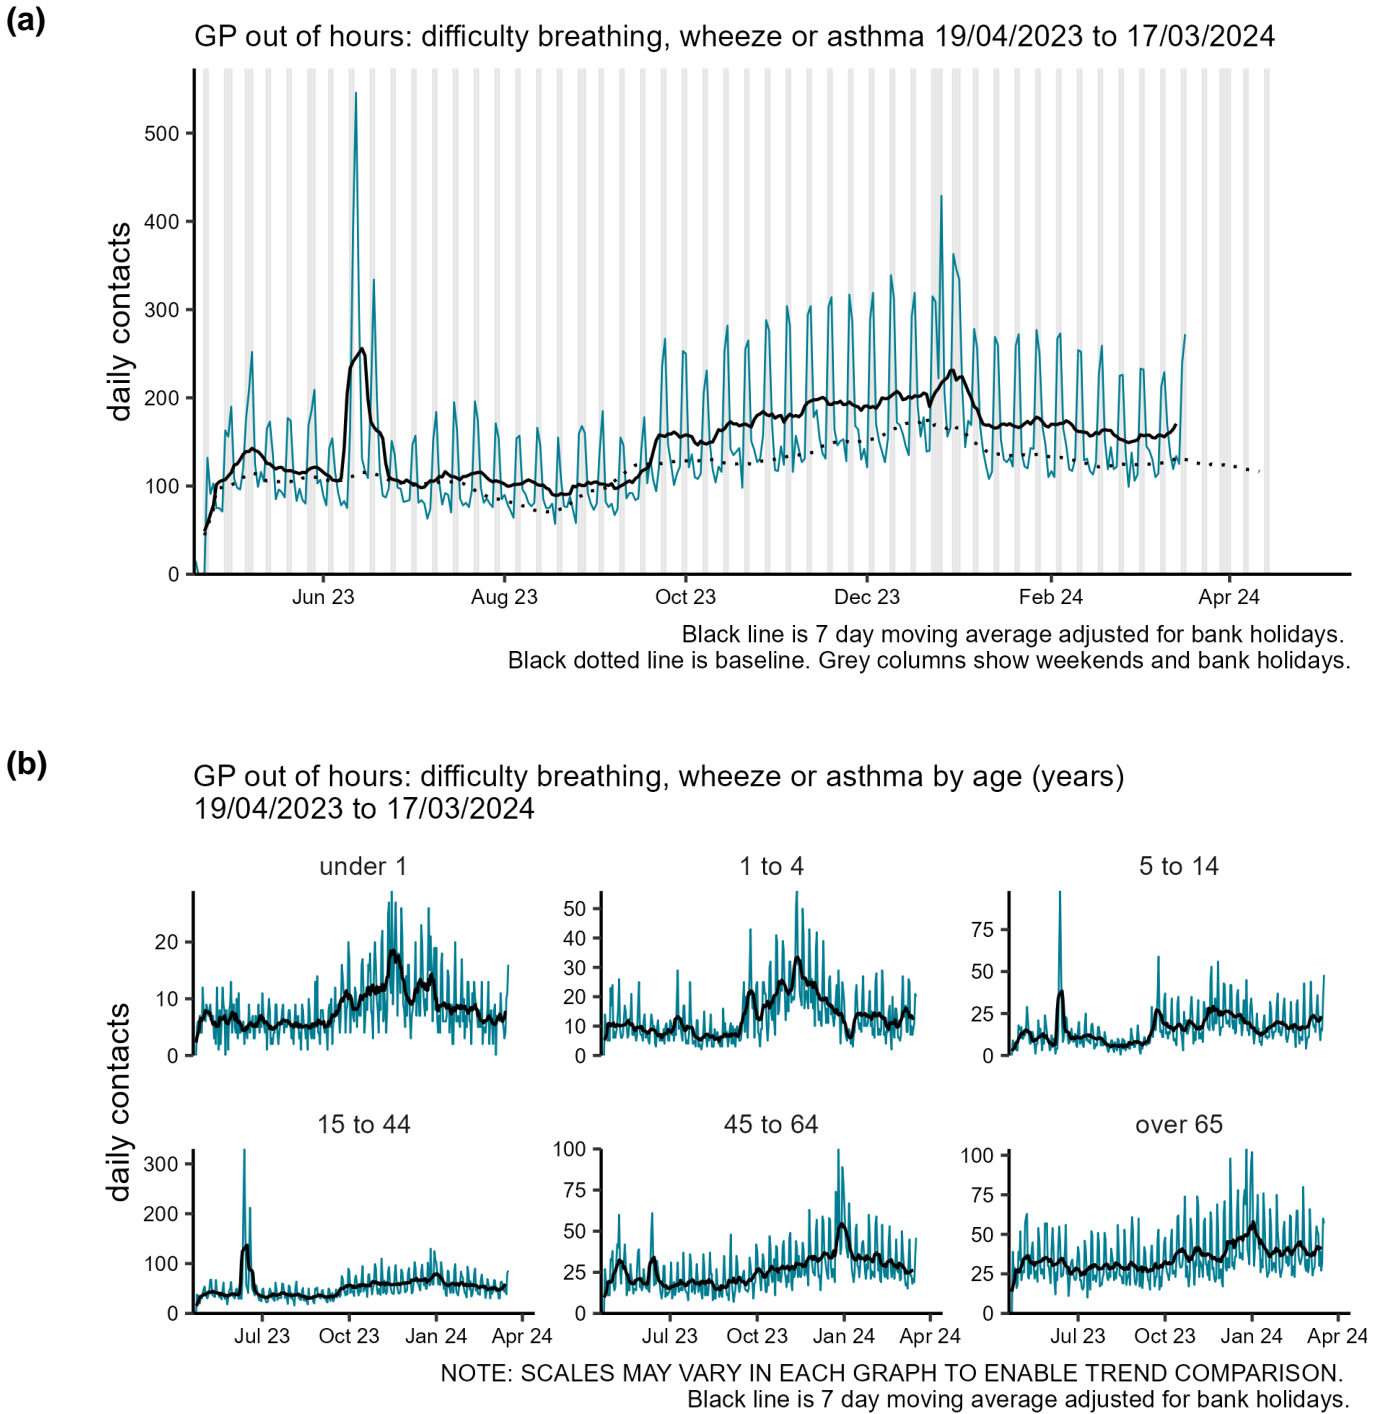 (a)
GP out of hours: difficulty breathing, wheeze or asthma 19/04/2023 to 17/03/2024
daily contacts
500
400
300
200
100
0
Jun 23 Aug 23 Oct 23 Dec 23 Feb 24 Apr 24
Black line is 7 day moving average adjusted for bank holidays.
Black dotted line is baseline. Grey columns show weekends and bank holidays.
(b)
GP out of hours: difficulty breathing, wheeze or asthma by age (years)
19/04/2023 to 17/03/2024
daily contacts
under 1
20
10
0
1 to 4
50
40
30
20
10
0
5 to 14
75
50
25
0
15 to 44
300
200
100
0
Jul 23 Oct 23 Jan 24 Apr 24
45 to 64
100
75
50
25
0
Jul 23 Oct 23 Jan 24 Apr 24
over 65
100
75
50
25
0
Jul 23 Oct 23 Jan 24 Apr 24
NOTE: SCALES MAY VARY IN EACH GRAPH TO ENABLE TREND COMPARISON.
Black line is 7 day moving average adjusted for bank holidays.